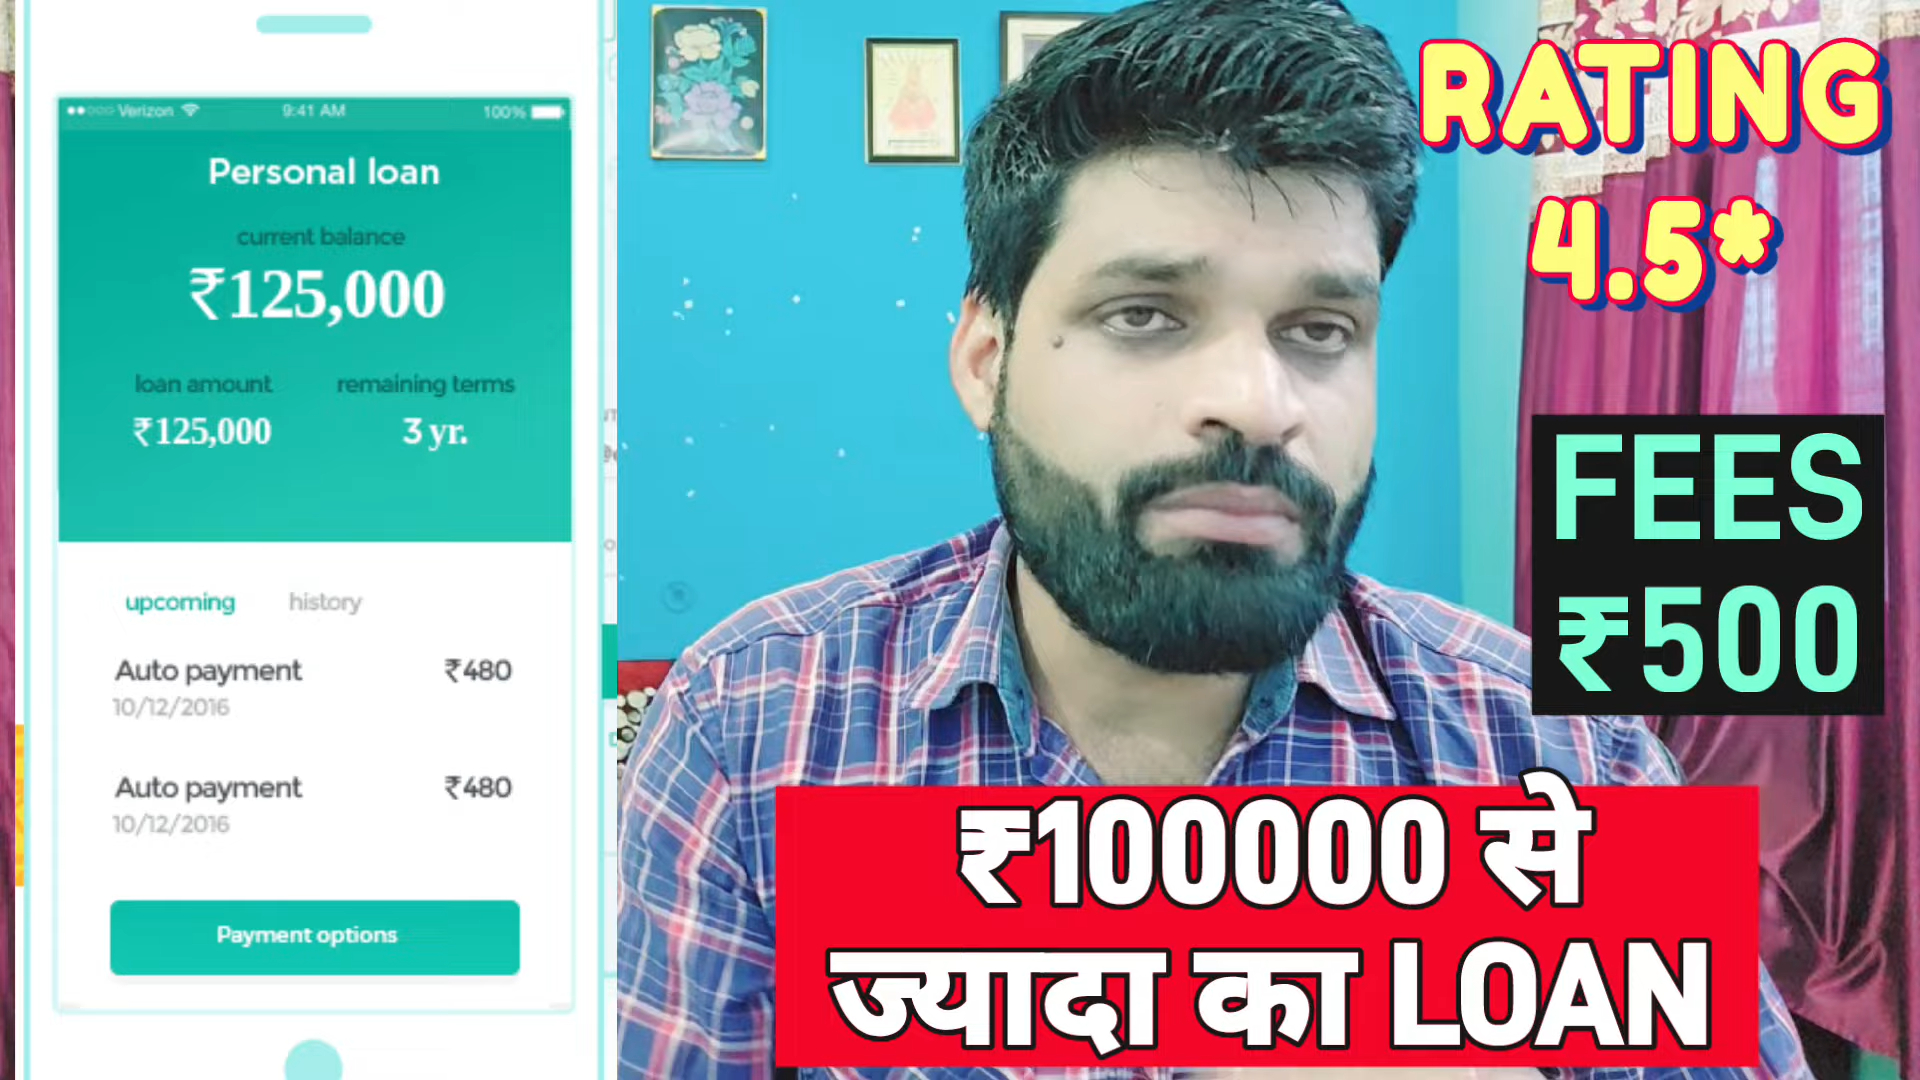 Verizon 9:41 AM 100%
Personal loan
current balance
₹125,000
loan amount remaining terms
₹125,000 3 yr.
upcoming history
Auto payment ₹480
10/12/2016
Auto payment ₹480
10/12/2016
Payment options
RATING
4.5*
FEES
₹500
₹100000 से
ज्यादा का LOAN